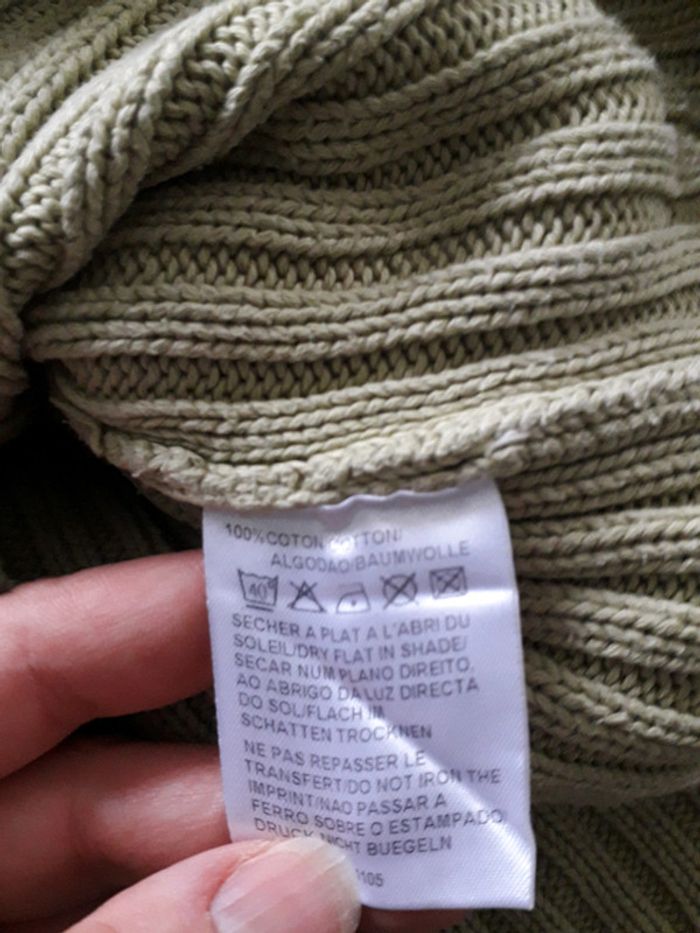 100%COTON COTTON/
ALGODAO/BAUMWOLLE
40
SECHER A PLAT A L'ABRI DU
SOLEIL/DRY FLAT IN SHADE/
SECAR NUM PLANO DIREITO,
AO ABRIGO DA LUZ DIRECTA
DO SOL/FLACH IM
SCHATTEN TROCKNEN
NE PAS REPASSER LE
TRANSFERT/DO NOT IRON THE
IMPRINT/NAO PASSAR A
FERRO SOBRE O ESTAMPADO/
DRUCK NICHT BUEGELN